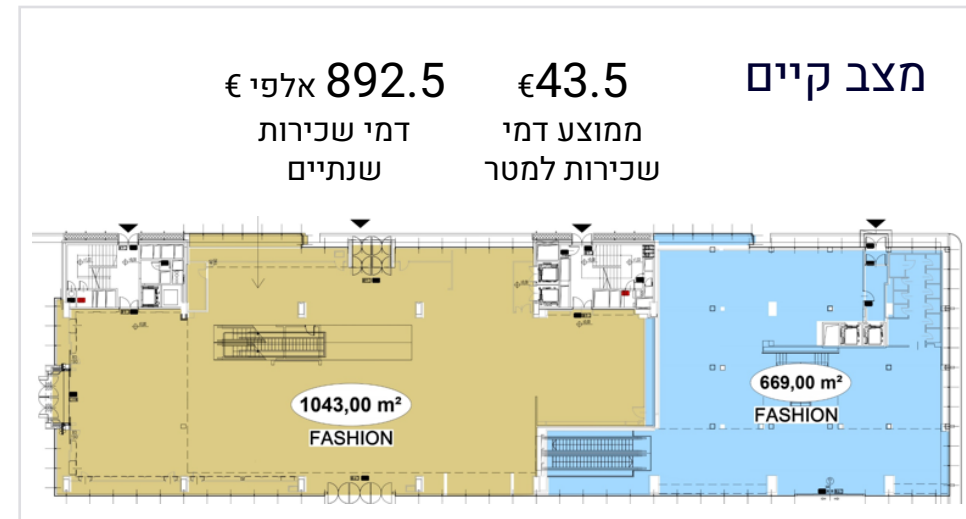 מצב קיים
€43.5
ממוצע דמי
שכירות למטר
892.5 אלפי €
דמי שכירות
שנתיים
1043,00 m²
FASHION
669,00 m²
FASHION